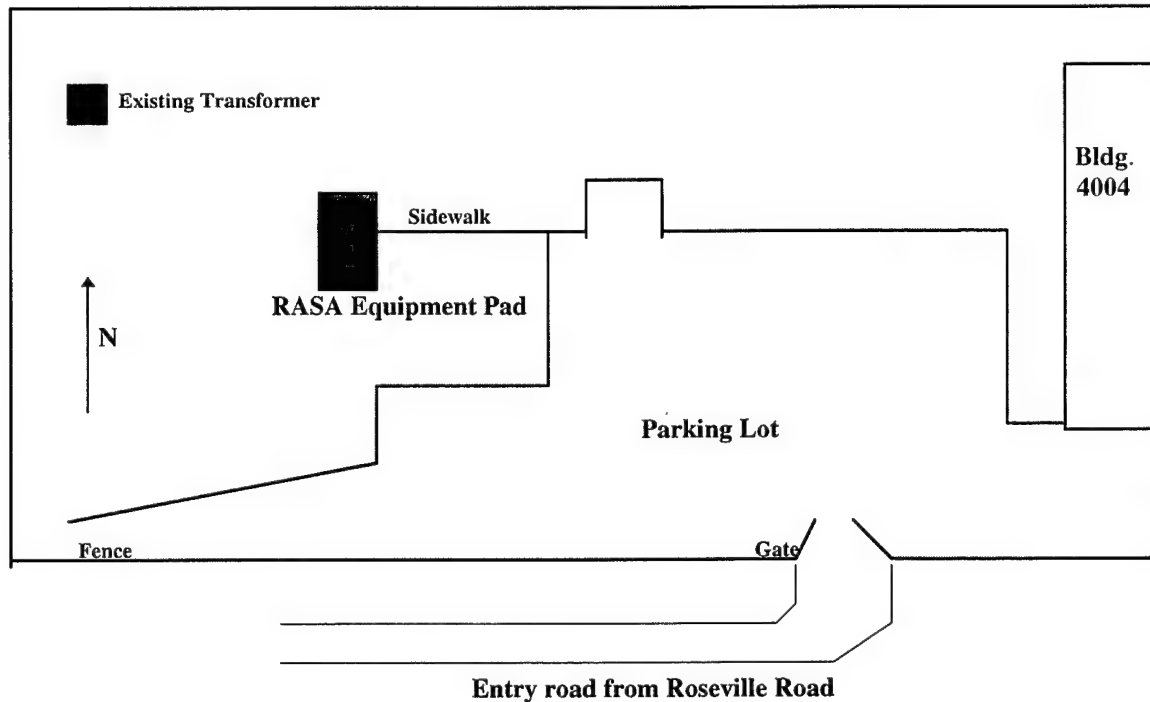 Existing Transformer
Bldg.
4004
Sidewalk
RASA Equipment Pad
N
Parking Lot
Fence
Gate
Entry road from Roseville Road